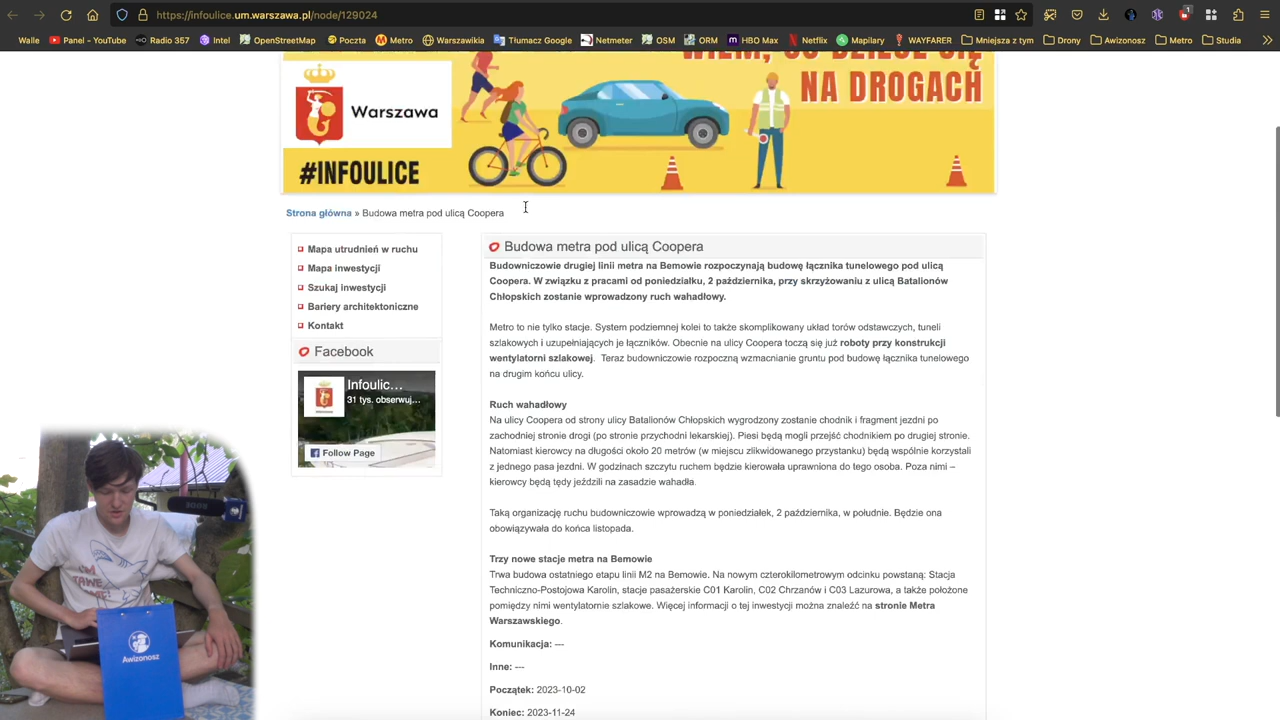 https://infoulice.um.warszawa.pl/node/129024
1
Walle
Panel - YouTube
Radio 357
Intel
OpenStreetMap
Poczta
Metro
Warszawikia
Tłumacz Google
Netmeter
OSM
ORM
HBO Max
Netflix
Mapilary
WAYFARER
Mniejsza z tym
Drony
Awizonosz
Metro
Studia
WIEM, CO DZIEJE SIĘ
NA DROGACH
Warszawa
#INFOULICE
Strona główna » Budowa metra pod ulicą Coopera
Mapa utrudnień w ruchu
Mapa inwestycji
Szukaj inwestycji
Bariery architektoniczne
Kontakt
Facebook
Infoulic...
31 tys. obserwuj...
Follow Page
Budowa metra pod ulicą Coopera
Budowniczowie drugiej linii metra na Bemowie rozpoczynają budowę łącznika tunelowego pod ulicą
Coopera. W związku z pracami od poniedziałku, 2 października, przy skrzyżowaniu z ulicą Batalionów
Chłopskich zostanie wprowadzony ruch wahadłowy.
Metro to nie tylko stacje. System podziemnej kolei to także skomplikowany układ torów odstawczych, tuneli
szlakowych i uzupełniających je łączników. Obecnie na ulicy Coopera toczą się już roboty przy konstrukcji
wentylatorni szlakowej. Teraz budowniczowie rozpoczną wzmacnianie gruntu pod budowę łącznika tunelowego
na drugim końcu ulicy.
Ruch wahadłowy
Na ulicy Coopera od strony ulicy Batalionów Chłopskich wygrodzony zostanie chodnik i fragment jezdni po
zachodniej stronie drogi (po stronie przychodni lekarskiej). Piesi będą mogli przejść chodnikiem po drugiej stronie.
Natomiast kierowcy na długości około 20 metrów (w miejscu zlikwidowanego przystanku) będą wspólnie korzystali
z jednego pasa jezdni. W godzinach szczytu ruchem będzie kierowała uprawniona do tego osoba. Poza nimi –
kierowcy będą tędy jeździli na zasadzie wahadła.
Taką organizację ruchu budowniczowie wprowadzą w poniedziałek, 2 października, w południe. Będzie ona
obowiązywała do końca listopada.
Trzy nowe stacje metra na Bemowie
Trwa budowa ostatniego etapu linii M2 na Bemowie. Na nowym czterokilometrowym odcinku powstaną: Stacja
Techniczno-Postojowa Karolin, stacje pasażerskie C01 Karolin, C02 Chrzanów i C03 Lazurowa, a także położone
pomiędzy nimi wentylatornie szlakowe. Więcej informacji o tej inwestycji można znaleźć na stronie Metra
Warszawskiego.
Komunikacja: ---
Inne: ---
Początek: 2023-10-02
Koniec: 2023-11-24
Awizonosz